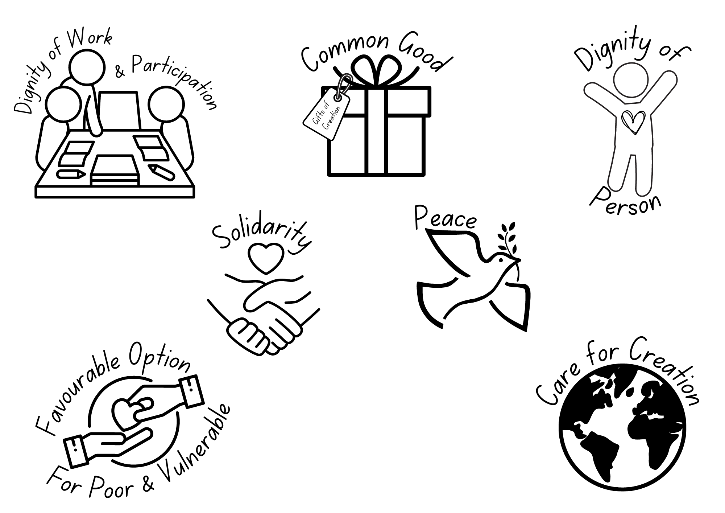 Dignity of Work
& Participation
Common Good
Gifts of
Creation
Dignity of
Person
Solidarity
Peace
Favourable Option
For Poor & Vulnerable
Care for Creation